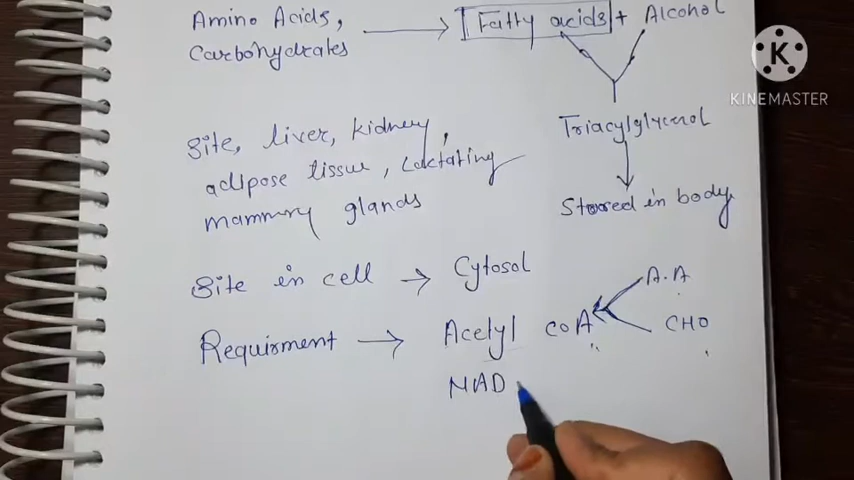 Amino Acids,
Carbohydrates
Fatty acids + Alcohol
K
KINEMASTER
Triacylglycerol
Stored in body
Site, liver, kidney,
adipose tissue, Lactating
mammary glands
Site in cell → Cytosol
Requirment → Acetyl coA
A.A
CHO
NAD